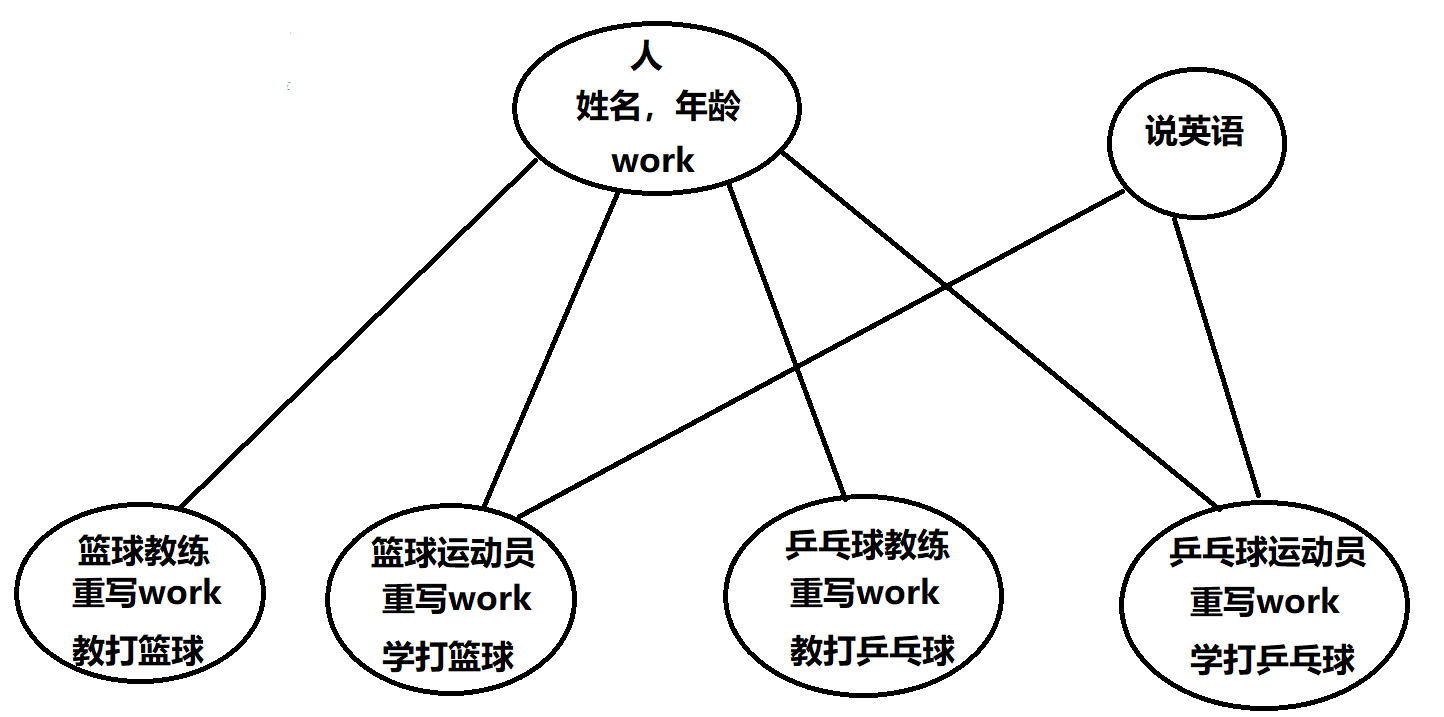 人
姓名，年龄
work
说英语
篮球教练
重写work
教打篮球
篮球运动员
重写work
学打篮球
乒乓球教练
重写work
教打乒乓球
乒乓球运动员
重写work
学打乒乓球